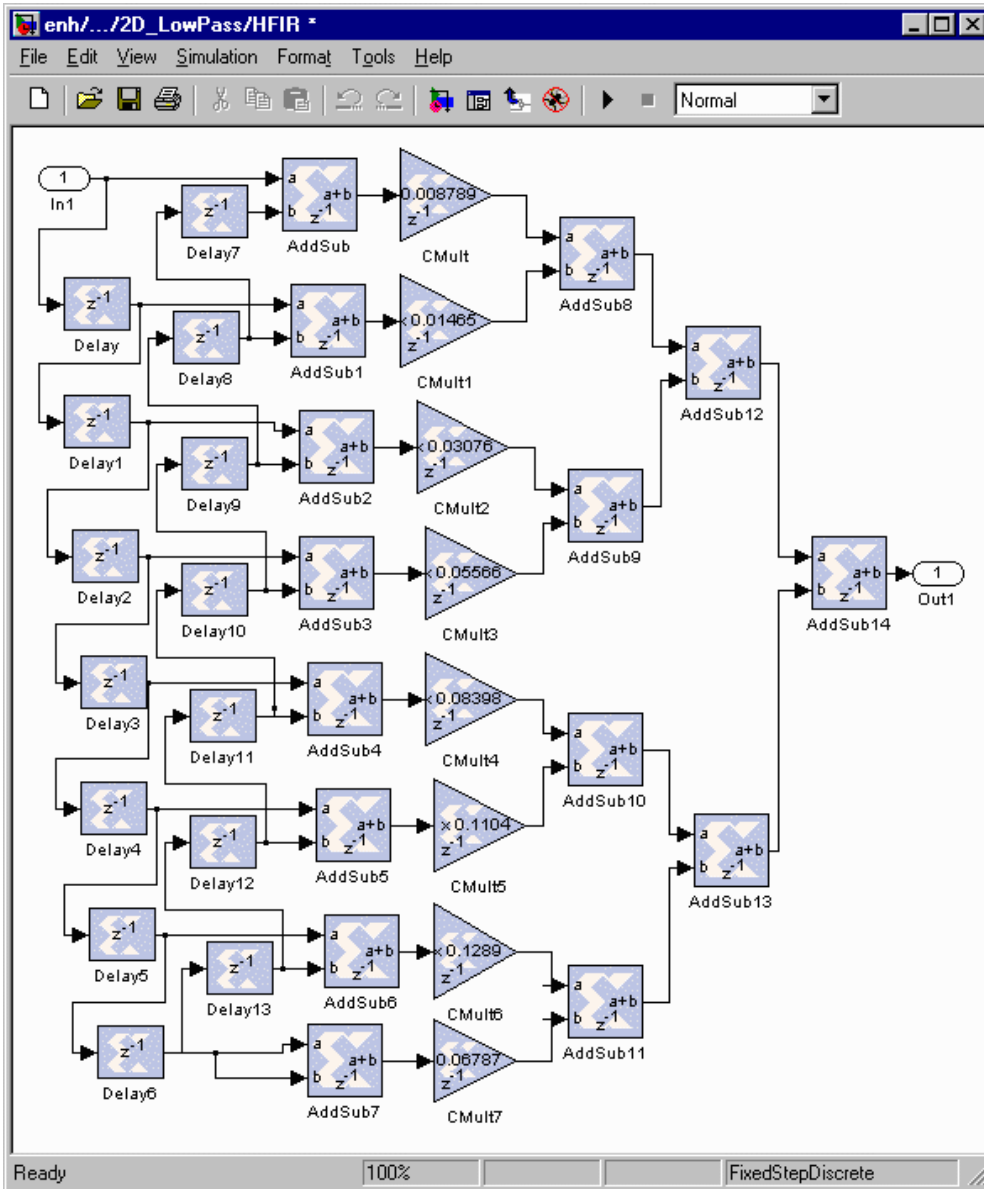 enh/.../2D_LowPass/HFIR *
File Edit View Simulation Format Tools Help
Normal
1
In1
z-1
Delay7
a
b
a+b
z-1
AddSub
0.008789
z-1
CMult
z-1
Delay
z-1
Delay8
a
b
a+b
z-1
AddSub1
x 0.01465
z-1
CMult1
a
b
a+b
z-1
AddSub8
z-1
Delay1
z-1
Delay9
a
b
a+b
z-1
AddSub2
x 0.03076
z-1
CMult2
a
b
a+b
z-1
AddSub12
z-1
Delay2
z-1
Delay10
a
b
a+b
z-1
AddSub3
x 0.05566
z-1
CMult3
a
b
a+b
z-1
AddSub9
a
b
a+b
z-1
AddSub14
1
Out1
z-1
Delay3
z-1
Delay11
a
b
a+b
z-1
AddSub4
x 0.08398
z-1
CMult4
a
b
a+b
z-1
AddSub10
z-1
Delay4
z-1
Delay12
a
b
a+b
z-1
AddSub5
x 0.1104
z-1
CMult5
a
b
a+b
z-1
AddSub13
z-1
Delay5
z-1
Delay13
a
b
a+b
z-1
AddSub6
x 0.1289
z-1
CMult6
a
b
a+b
z-1
AddSub11
z-1
Delay6
a
b
a+b
z-1
AddSub7
0.06787
z-1
CMult7
Ready
100%
FixedStepDiscrete